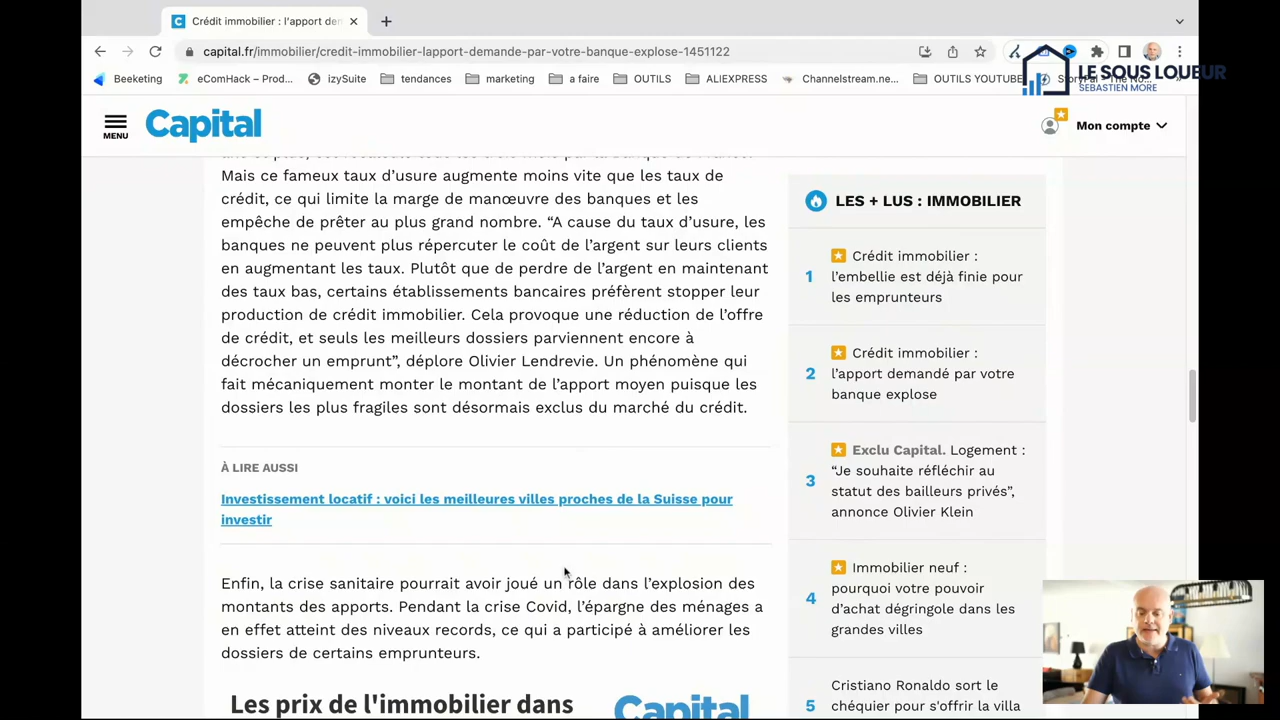 Crédit immobilier : l'apport den
capital.fr/immobilier/credit-immobilier-lapport-demande-par-votre-banque-explose-1451122
Beeketing
eComHack – Prod...
izySuite
tendances
mrketing
a faire
OUTILS
ALIEXPRESS
Channelstream.ne...
OUTILS YOUTUBE
LE SOUS LOUEUR
SEBASTIEN MORE
MENU
Capital
Mon compte
Mais ce fameux taux d'usure augmente moins vite que les taux de
crédit, ce qui limite la marge de manœuvre des banques et les
empêche de prêter au plus grand nombre. “A cause du taux d'usure, les
banques ne peuvent plus répercuter le coût de l'argent sur leurs clients
en augmentant les taux. Plutôt que de perdre de l'argent en maintenant
des taux bas, certains établissements bancaires préfèrent stopper leur
production de crédit immobilier. Cela provoque une réduction de l'offre
de crédit, et seuls les meilleurs dossiers parviennent encore à
décrocher un emprunt”, déplore Olivier Lendrevie. Un phénomène qui
fait mécaniquement monter le montant de l'apport moyen puisque les
dossiers les plus fragiles sont désormais exclus du marché du crédit.
À LIRE AUSSI
Investissement locatif : voici les meilleures villes proches de la Suisse pour
investir
Enfin, la crise sanitaire pourrait avoir joué un rôle dans l'explosion des
montants des apports. Pendant la crise Covid, l'épargne des ménages a
en effet atteint des niveaux records, ce qui a participé à améliorer les
dossiers de certains emprunteurs.
Les prix de l'immobilier dans
Capital
LES + LUS : IMMOBILIER
1
Crédit immobilier :
l'embellie est déjà finie pour
les emprunteurs
2
Crédit immobilier :
l'apport demandé par votre
banque explose
3
Exclu Capital. Logement :
“Je souhaite réfléchir au
statut des bailleurs privés”,
annonce Olivier Klein
4
Immobilier neuf :
pourquoi votre pouvoir
d'achat dégringole dans les
grandes villes
5
Cristiano Ronaldo sort le
chéquier pour s'offrir la villa